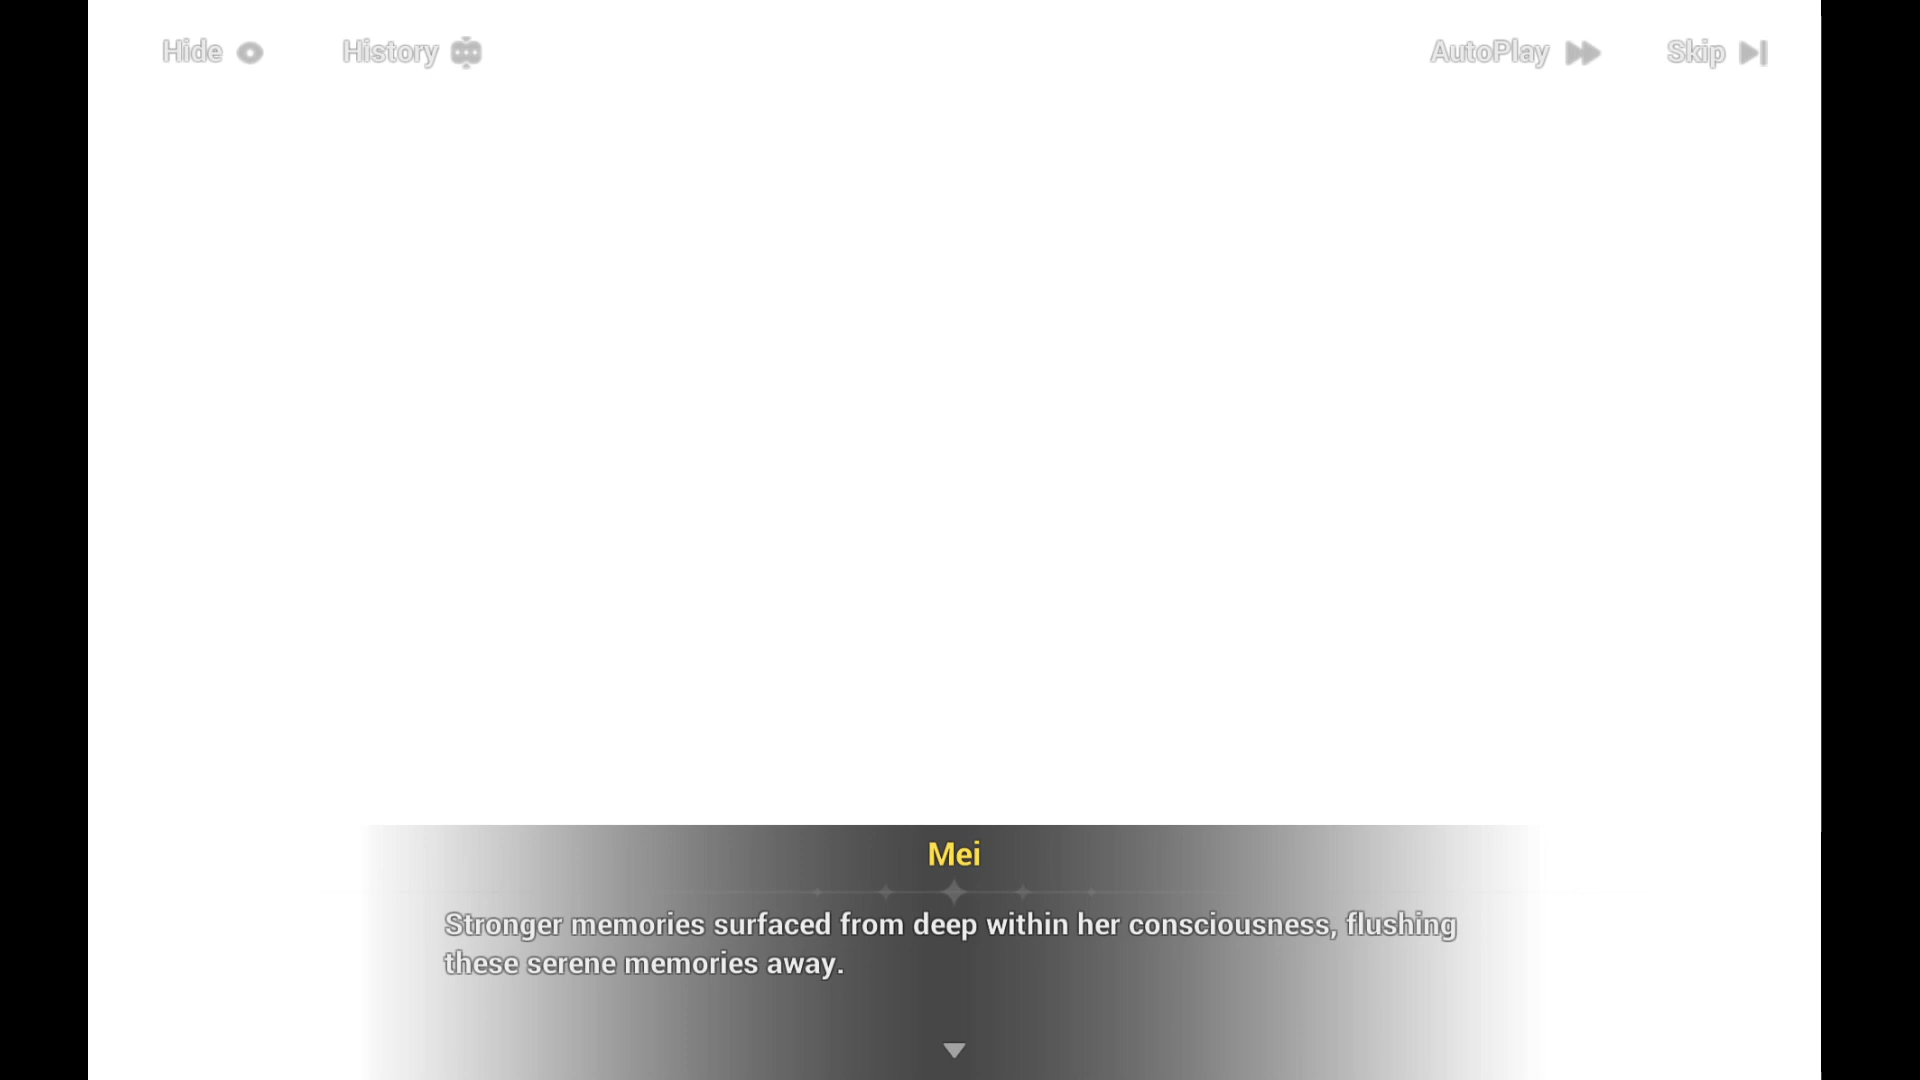 Hide
History
AutoPlay
Skip
Mei
Stronger memories surfaced from deep within her consciousness, flushing
these serene memories away.